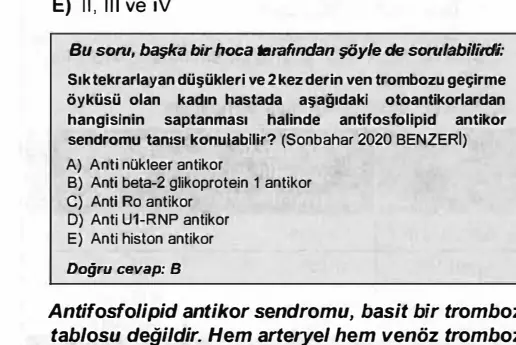 E) II, III ve IV
Bu soru, başka bir hoca tarafından şöyle de sorulabilirdi:
Sık tekrarlayan düşükleri ve 2 kez derin ven trombozu geçirme
öyküsü olan kadın hastada aşağıdaki otoantikorlardan
hangisinin saptanması halinde antifosfolipid antikor
sendromu tanısı konulabilir? (Sonbahar 2020 BENZERİ)
A) Anti nükleer antikor
B) Anti beta-2 glikoprotein 1 antikor
C) Anti Ro antikor
D) Anti U1-RNP antikor
E) Anti histon antikor
Doğru cevap: B
Antifosfolipid antikor sendromu, basit bir tromboz
tablosu değildir. Hem arteryel hem venöz tromboz